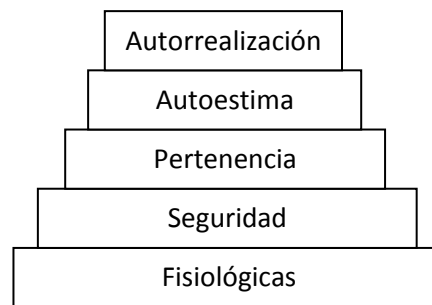 Autorrealización
Autoestima
Pertenencia
Seguridad
Fisiológicas